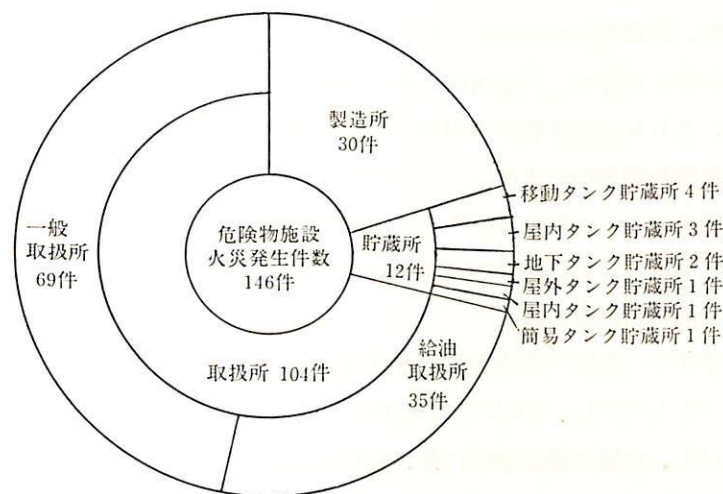 製造所
30件
移動タンク貯蔵所4件
屋内タンク貯蔵所3件
地下タンク貯蔵所2件
屋外タンク貯蔵所1件
屋内タンク貯蔵所1件
簡易タンク貯蔵所1件
貯蔵所
12件
危険物施設
火災発生件数
146件
一般
取扱所
69件
取扱所 104件
給油
取扱所
35件